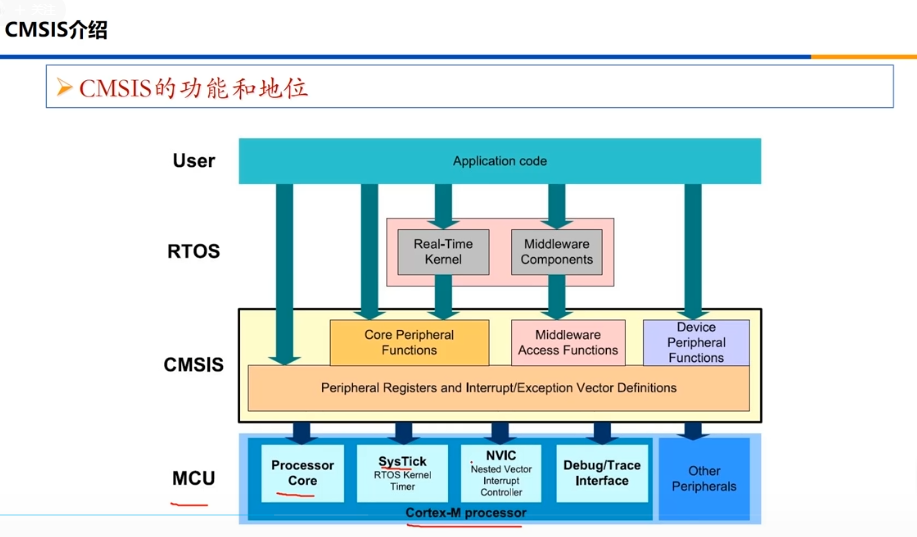 CMSIS介绍
CMSIS的功能和地位
User
Application code
RTOS
Real-Time
Kernel
Middleware
Components
CMSIS
Core Peripheral
Functions
Middleware
Access Functions
Device
Peripheral
Functions
Peripheral Registers and Interrupt/Exception Vector Definitions
MCU
Processor
Core
SysTick
RTOS Kernel
Timer
NVIC
Nested Vector
Interrupt
Controller
Debug/Trace
Interface
Other
Peripherals
Cortex-M processor